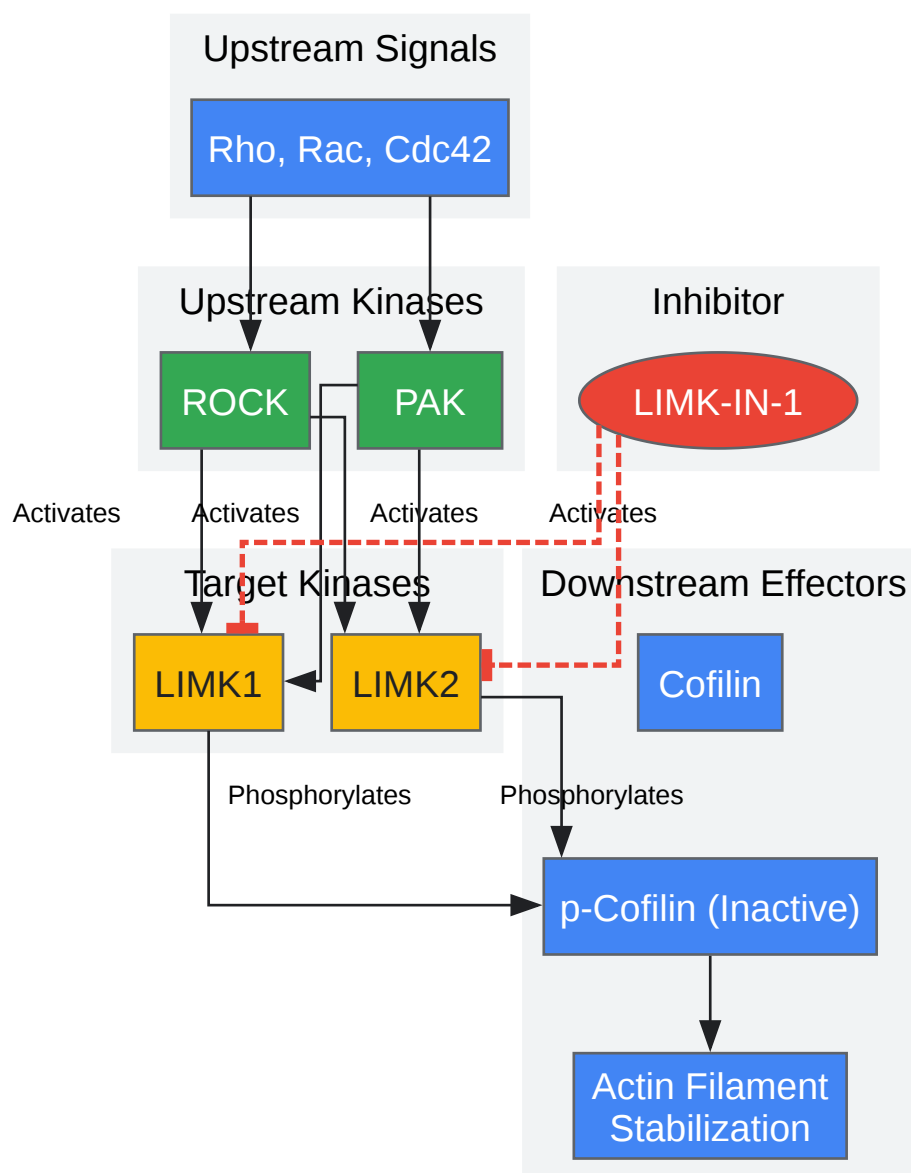 Upstream Signals
Rho, Rac, Cdc42
Upstream Kinases
Inhibitor
ROCK
PAK
LIMK-IN-1
Activates
Activates
Activates
Activates
Target Kinases
Downstream Effectors
LIMK1
LIMK2
Cofilin
Phosphorylates
Phosphorylates
p-Cofilin (Inactive)
Actin Filament
Stabilization